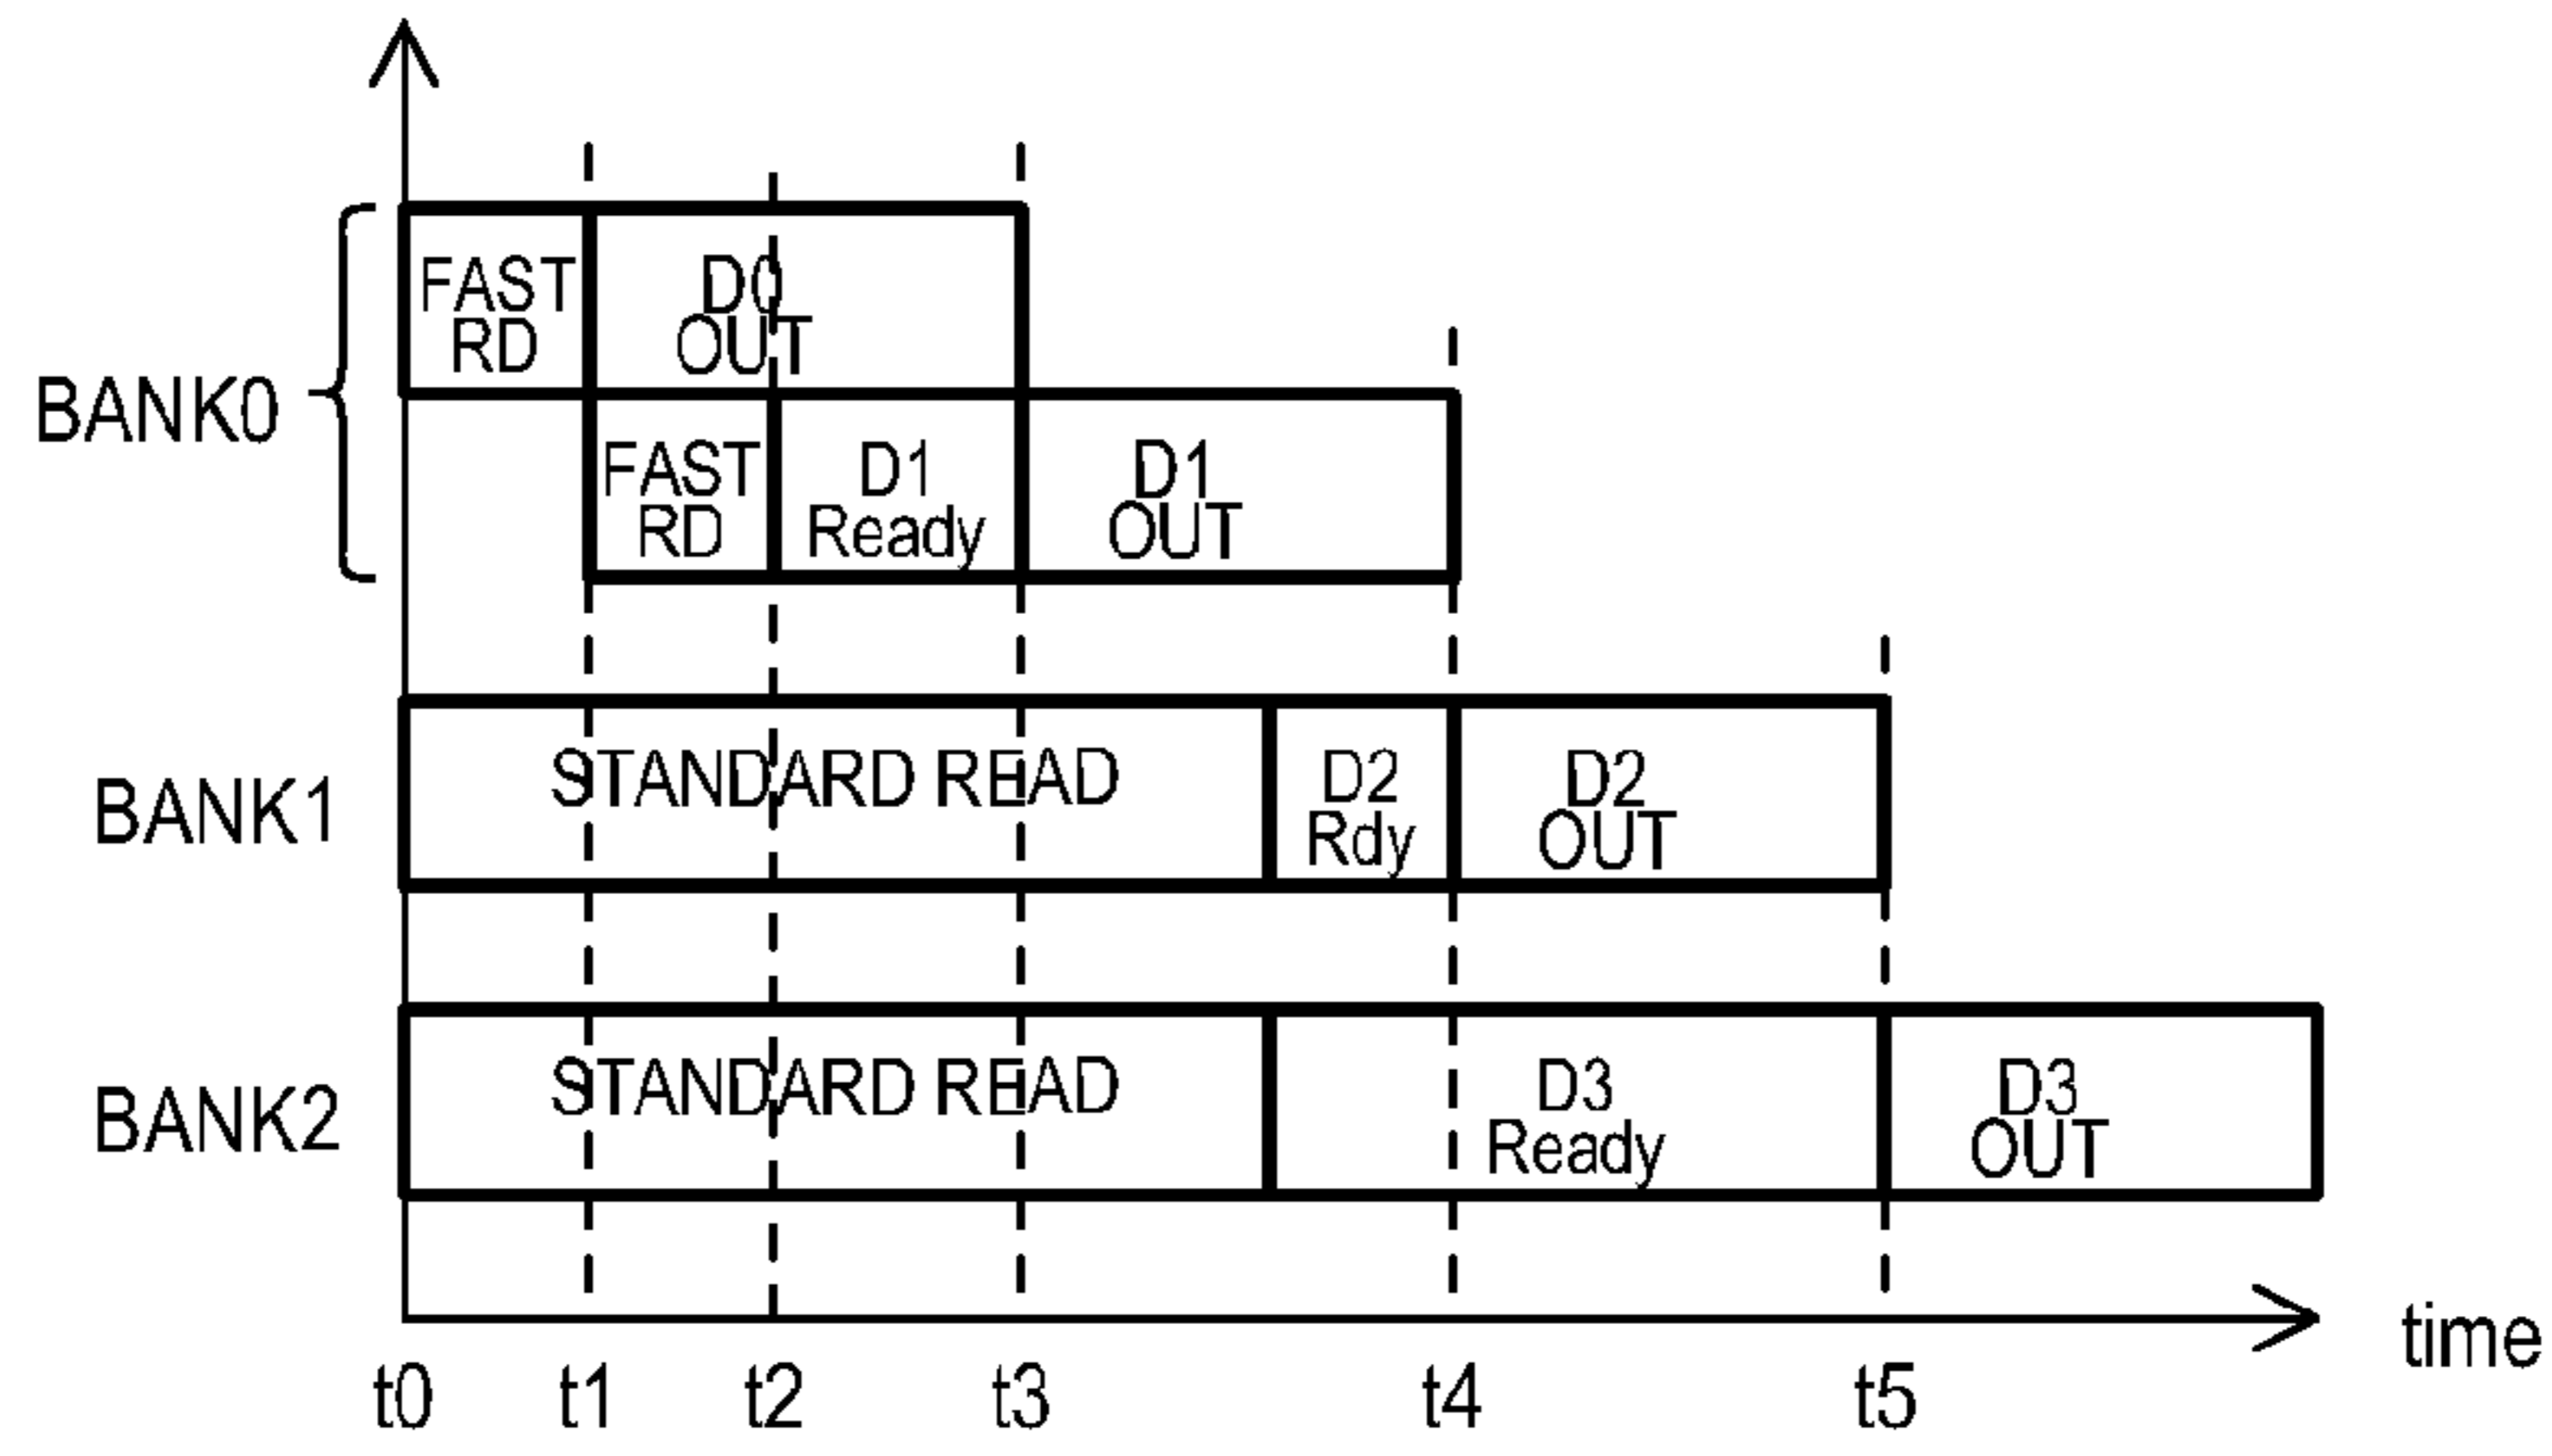 FAST
RD
D0
OUT
BANK0
FAST
RD
D1
Ready
D1
OUT
BANK1
STANDARD READ
D2
Rdy
D2
OUT
BANK2
STANDARD READ
D3
Ready
D3
OUT
time
t0 t1 t2 t3 t4 t5